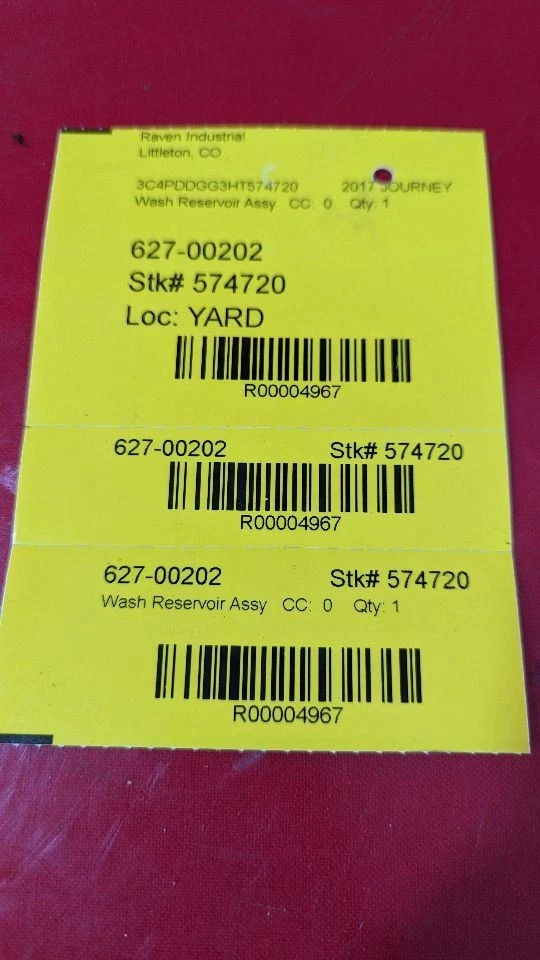 Raven Industrial
Littleton, CO
3C4PDDGG3HT574720 2017 JOURNEY
Wash Reservoir Assy CC: 0 Qty: 1
627-00202
Stk# 574720
Loc: YARD
R00004967
627-00202 Stk# 574720
R00004967
627-00202 Stk# 574720
Wash Reservoir Assy CC: 0 Qty: 1
R00004967